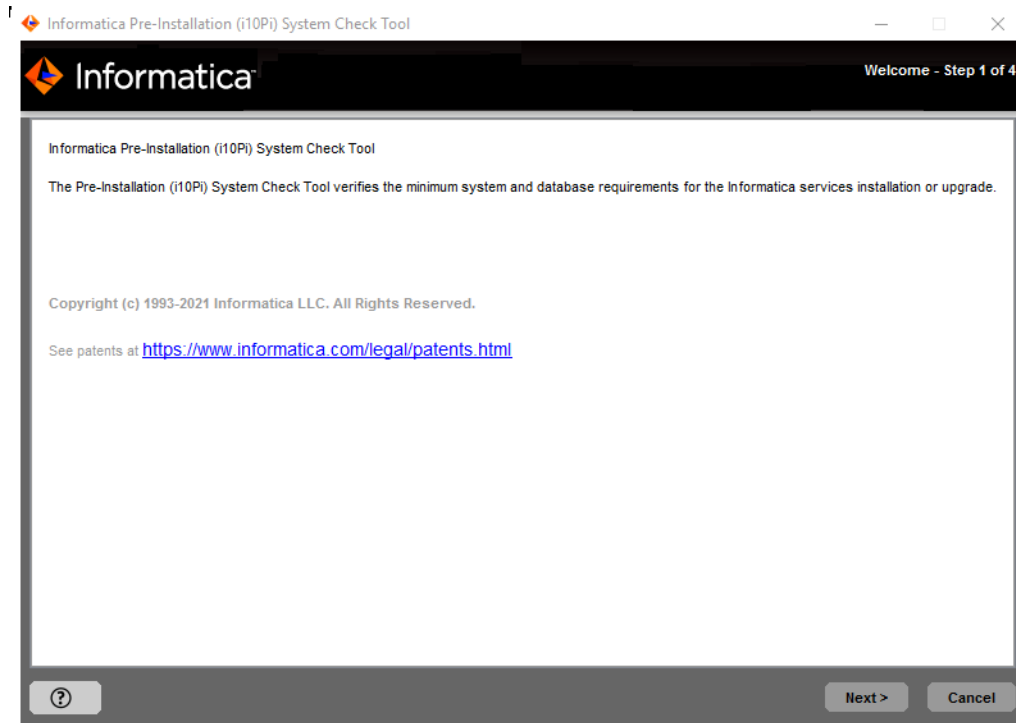 Informatica Pre-Installation (i10Pi) System Check Tool
Informatica
Welcome - Step 1 of 4
Informatica Pre-Installation (i10Pi) System Check Tool
The Pre-Installation (i10Pi) System Check Tool verifies the minimum system and database requirements for the Informatica services installation or upgrade.
Copyright (c) 1993-2021 Informatica LLC. All Rights Reserved.
See patents at https://www.informatica.com/legal/patents.html
?
Next >
Cancel